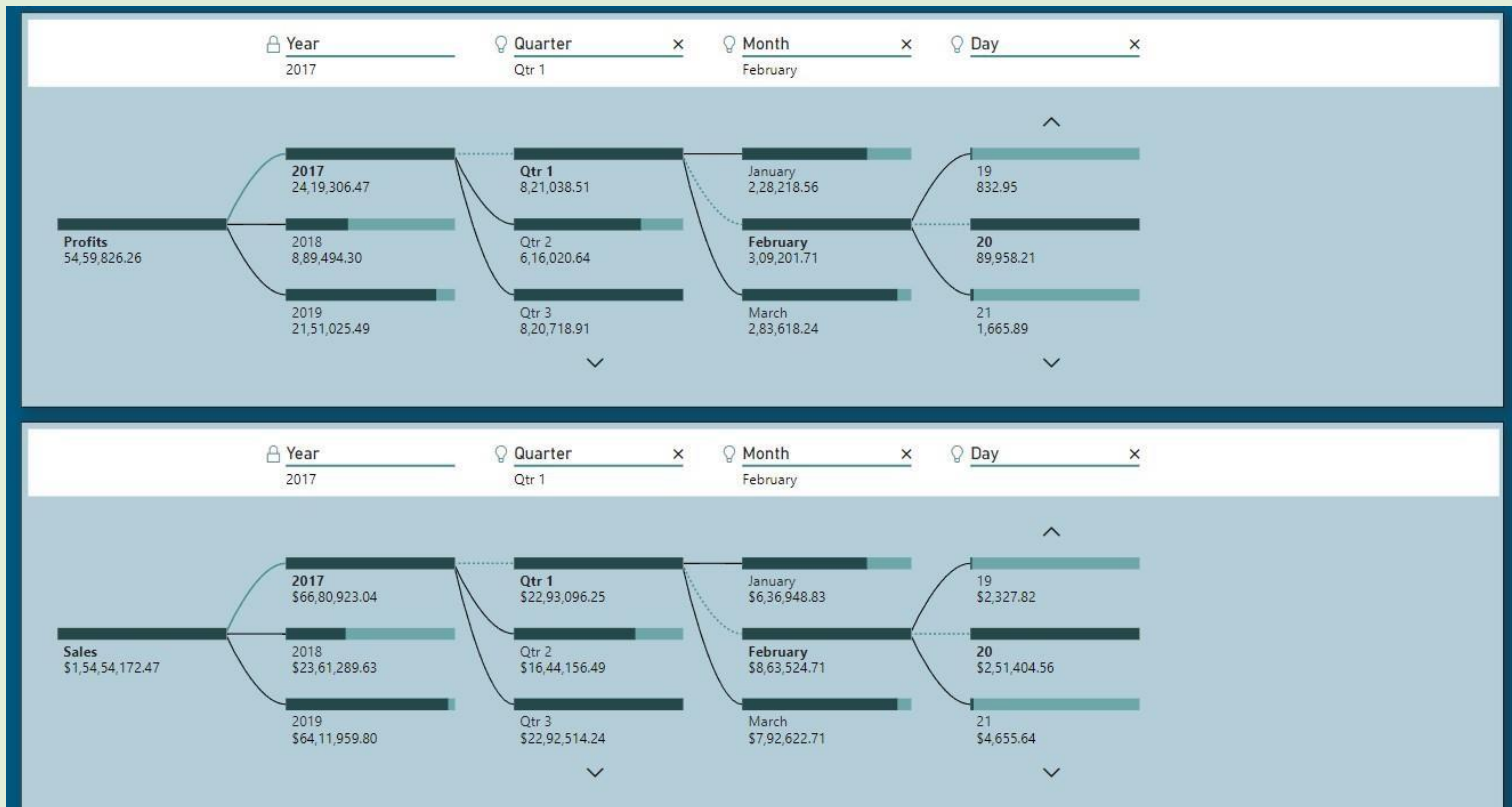 Year Quarter × Month × Day ×
2017 Qtr 1 February
2017 Qtr 1 January 19
24,19,306.47 8,21,038.51 2,28,218.56 832.95
Profits 2018 Qtr 2 February 20
54,59,826.26 8,89,494.30 6,16,020.64 3,09,201.71 89,958.21
2019 Qtr 3 March 21
21,51,025.49 8,20,718.91 2,83,618.24 1,665.89
Year Quarter × Month × Day ×
2017 Qtr 1 February
2017 Qtr 1 January 19
$66,80,923.04 $22,93,096.25 $6,36,948.83 $2,327.82
Sales 2018 Qtr 2 February 20
$1,54,54,172.47 $23,61,289.63 $16,44,156.49 $8,63,524.71 $2,51,404.56
2019 Qtr 3 March 21
$64,11,959.80 $22,92,514.24 $7,92,622.71 $4,655.64